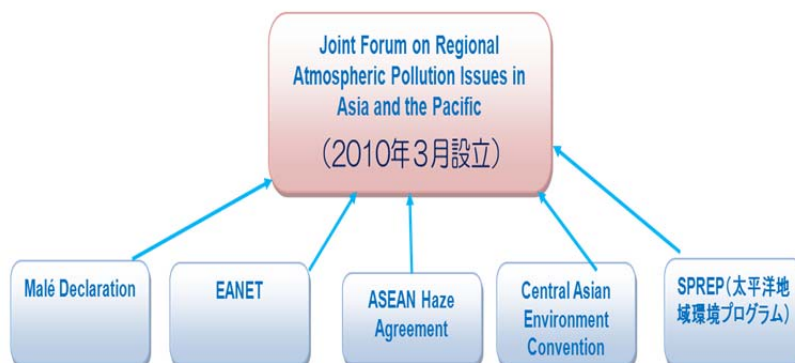 Joint Forum on Regional
Atmospheric Pollution Issues in
Asia and the Pacific
（2010年３月設立）
Malé Declaration
EANET
ASEAN Haze
Agreement
Central Asian
Environment
Convention
SPREP（太平洋地
域環境プログラム）